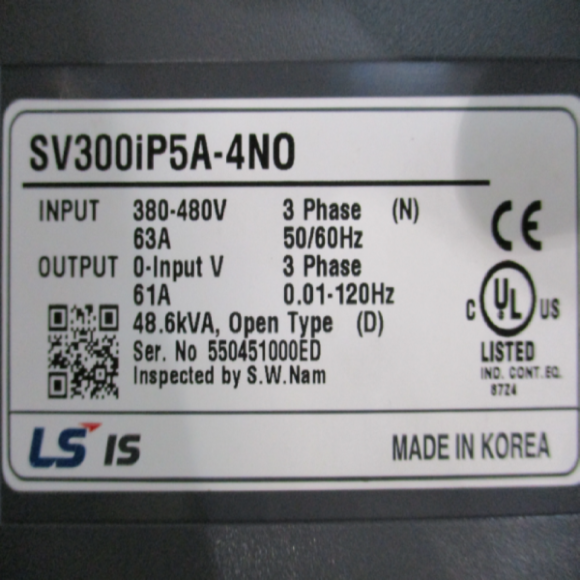 SV300iP5A-4NO
INPUT 380-480V 3 Phase (N)
63A 50/60Hz
OUTPUT 0-Input V 3 Phase
61A 0.01-120Hz
48.6kVA, Open Type (D)
Ser. No 550451000ED
Inspected by S.W.Nam
CE
C UL US
LISTED
IND. CONT. EQ.
87Z4
LS IS
MADE IN KOREA